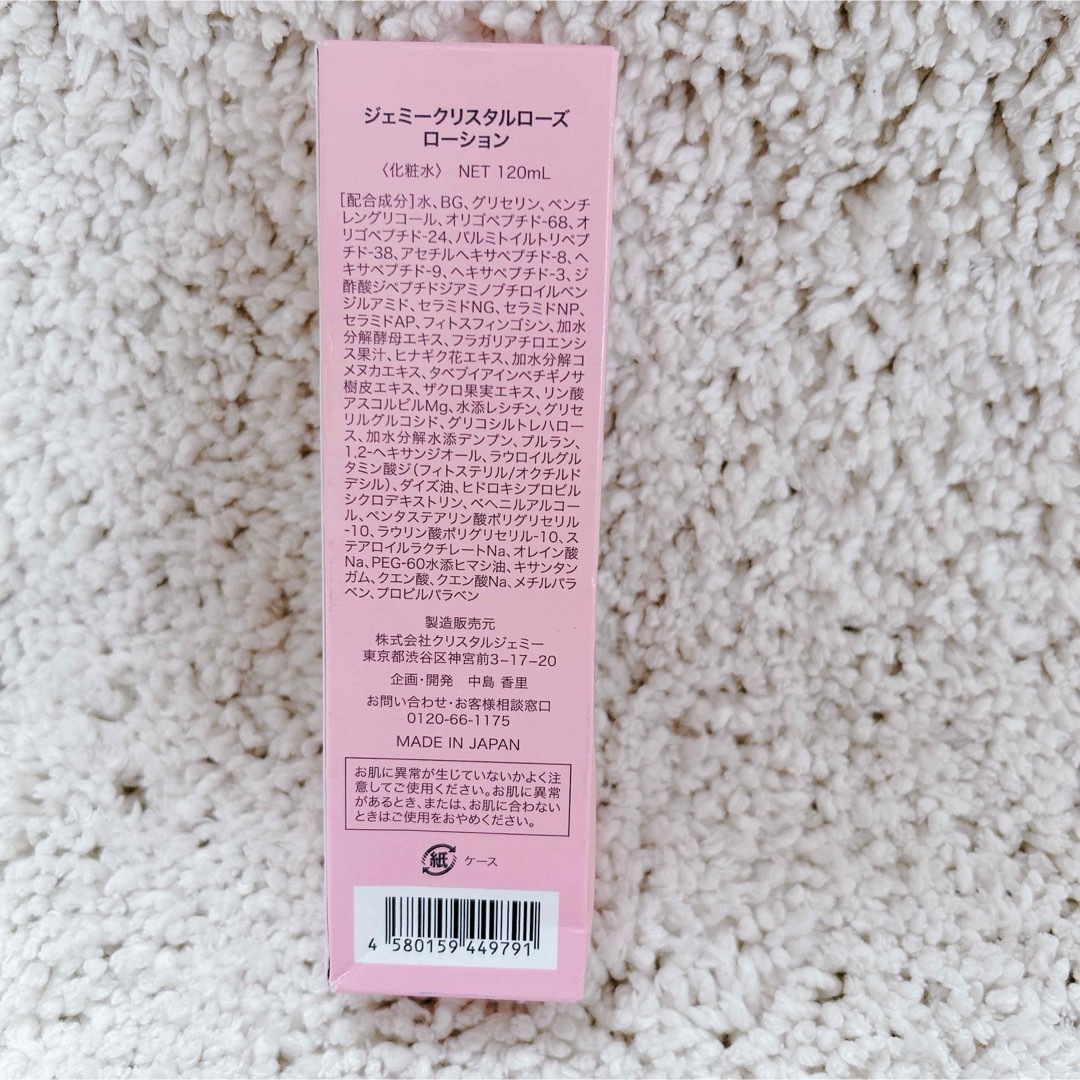 ジェミークリスタルローズ
ローション
〈化粧水〉 NET 120mL
[配合成分]水、BG、グリセリン、ペンチ
レングリコール、オリゴペプチド-68、オ
リゴペプチド-24、パルミトイルトリペプ
チド-38、アセチルヘキサペプチド-8、ヘ
キサペプチド-9、ヘキサペプチド-3、ジ
酢酸ジペプチドジアミノブチロイルベン
ジルアミド、セラミドNG、セラミドNP、
セラミドAP、フィトスフィンゴシン、加水
分解酵母エキス、フラガリアチロエンシ
ス果汁、ヒナギク花エキス、加水分解コ
メヌカエキス、タベブイアインペチギノサ
樹皮エキス、ザクロ果実エキス、リン酸
アスコルビルMg、水添レシチン、グリセ
リルグルコシド、グリコシルトレハロー
ス、加水分解水添デンプン、プルラン、
1,2-ヘキサンジオール、ラウロイルグル
タミン酸ジ(フィトステリル/オクチルド
デシル)、ダイズ油、ヒドロキシプロピル
シクロデキストリン、ベヘニルアルコー
ル、ペンタステアリン酸ポリグリセリル
-10、ラウリン酸ポリグリセリル-10、ス
テアロイルラクチレートNa、オレイン酸
Na、PEG-60水添ヒマシ油、キサンタン
ガム、クエン酸、クエン酸Na、メチルパラ
ベン、プロピルパラベン
製造販売元
株式会社クリスタルジェミー
東京都渋谷区神宮前3-17-20
企画・開発 中島 香里
お問い合わせ・お客様相談窓口
0120-66-1175
MADE IN JAPAN
お肌に異常が生じていないかよく注
意してご使用ください。お肌に異常
があるとき、または、お肌に合わない
ときはご使用をおやめください。
紙 ケース
4 580159 449791